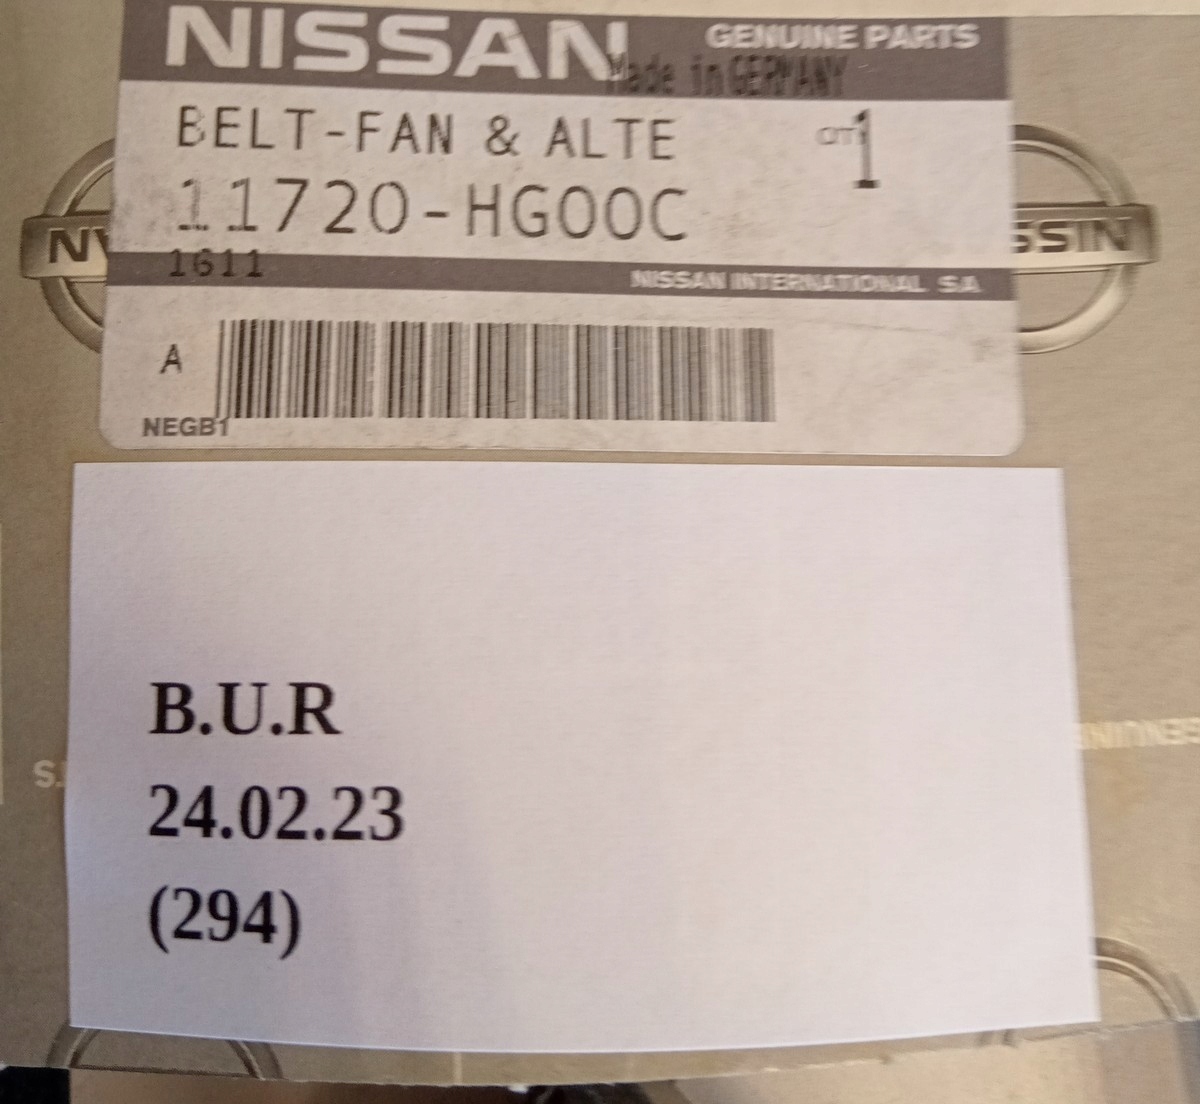 NISSAN GENUINE PARTS
Made in GERMANY
BELT-FAN & ALTE QT 1
11720-HG00C
1611
NISSAN INTERNATIONAL SA
A
NEGB1
B.U.R
24.02.23
(294)